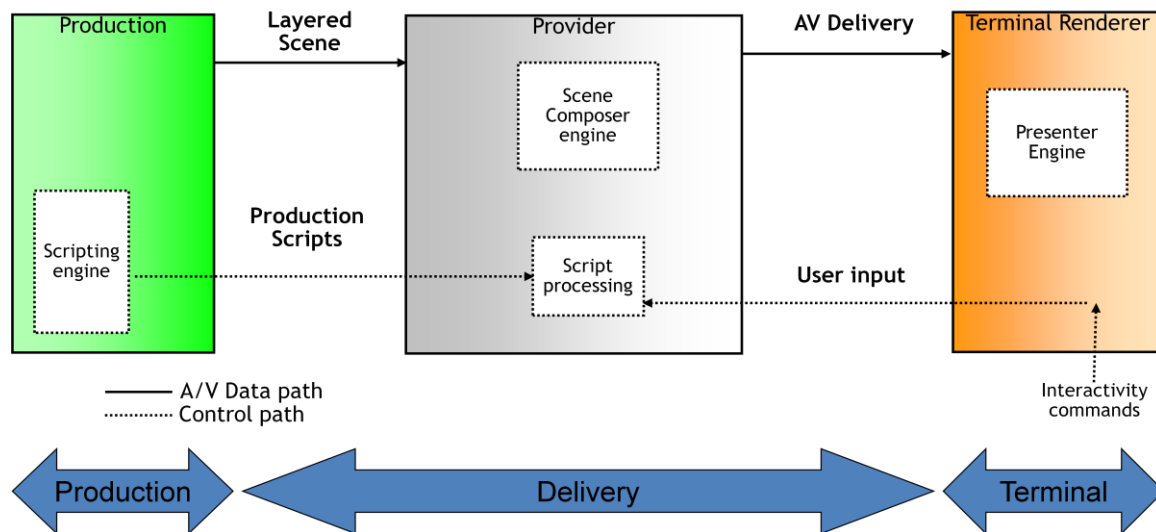 Production
Layered
Scene
Provider
AV Delivery
Terminal Renderer
Scene
Composer
engine
Presenter
Engine
Production
Scripts
Scripting
engine
Script
processing
User input
A/V Data path
Control path
Interactivity
commands
Production
Delivery
Terminal